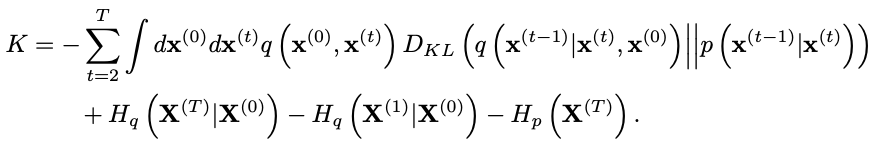 K = -\sum_{t=2}^{T} \int d\mathbf{x}^{(0)} d\mathbf{x}^{(t)} q\left(\mathbf{x}^{(0)}, \mathbf{x}^{(t)}\right) D_{KL}\left(q\left(\mathbf{x}^{(t-1)}|\mathbf{x}^{(t)}, \mathbf{x}^{(0)}\right)\middle|\middle|p\left(\mathbf{x}^{(t-1)}|\mathbf{x}^{(t)}\right)\right)
+ H_q\left(\mathbf{X}^{(T)}|\mathbf{X}^{(0)}\right) - H_q\left(\mathbf{X}^{(1)}|\mathbf{X}^{(0)}\right) - H_p\left(\mathbf{X}^{(T)}\right).